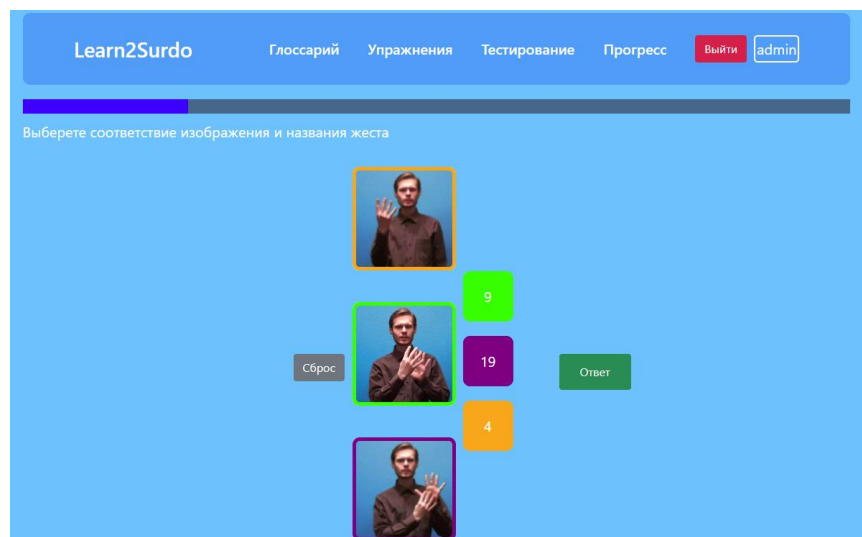 Learn2Surdo Глоссарий Упражнения Тестирование Прогресс Выйти admin
Выберете соответствие изображения и названия жеста
9
19
Сброс
Ответ
4